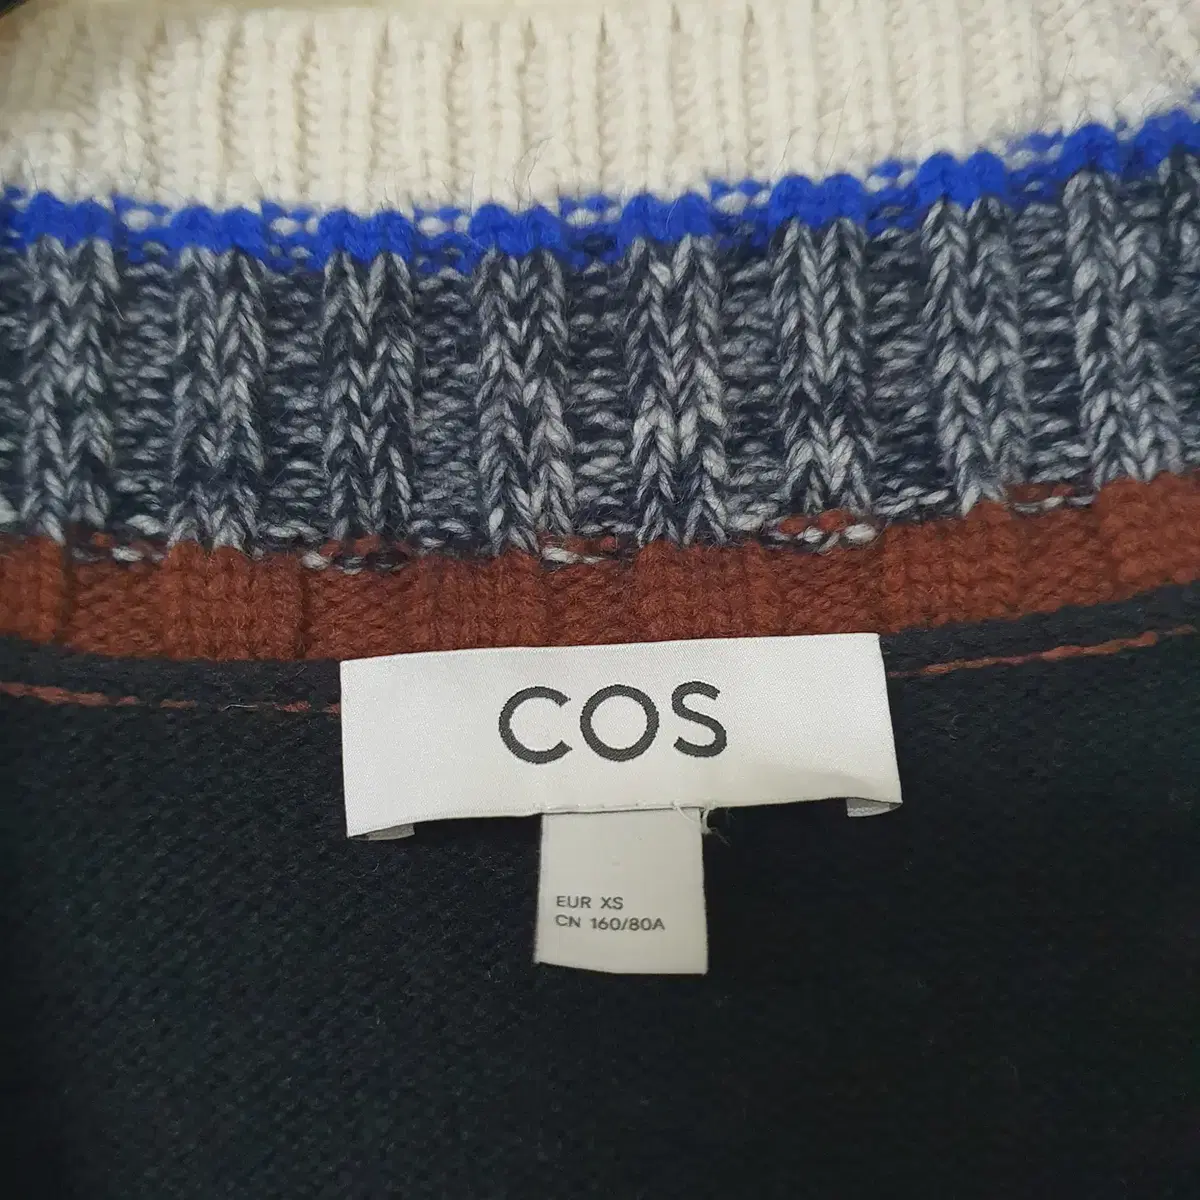 COS
EUR XS
CN 160/80A